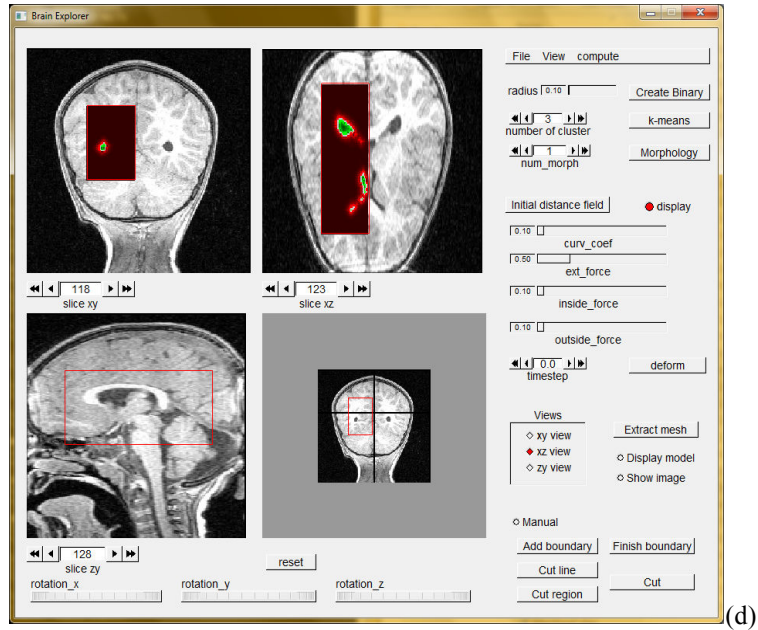 Brain Explorer
File View compute
radius 0.10
Create Binary
3
number of cluster
k-means
1
num_morph
Morphology
Initial distance field
display
0.10
curv_coef
0.50
ext_force
0.10
inside_force
0.10
outside_force
0.0
timestep
deform
118
slice xy
123
slice xz
Views
xy view
xz view
zy view
Extract mesh
Display model
Show image
Manual
Add boundary
Finish boundary
Cut line
Cut
Cut region
128
slice zy
reset
rotation_x
rotation_y
rotation_z
(d)